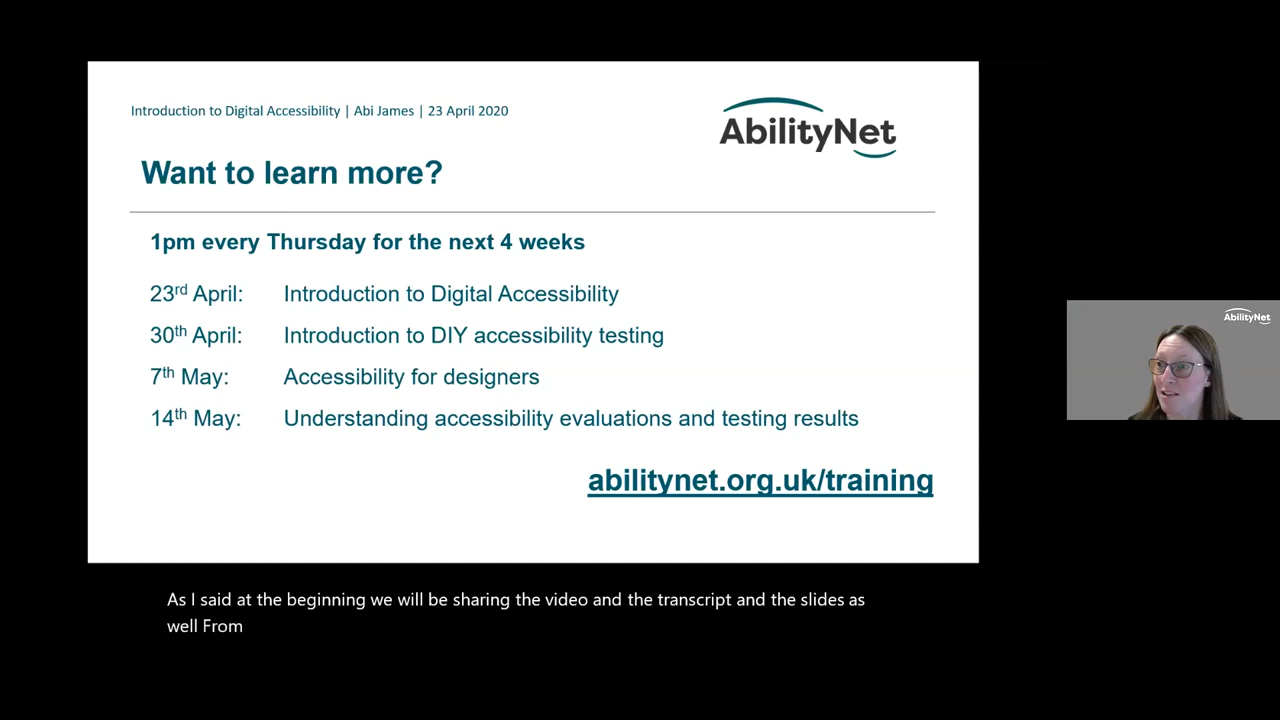 Introduction to Digital Accessibility | Abi James | 23 April 2020
AbilityNet
Want to learn more?
1pm every Thursday for the next 4 weeks
23rd April: Introduction to Digital Accessibility
30th April: Introduction to DIY accessibility testing
7th May: Accessibility for designers
14th May: Understanding accessibility evaluations and testing results
abilitynet.org.uk/training
AbilityNet
As I said at the beginning we will be sharing the video and the transcript and the slides as
well From